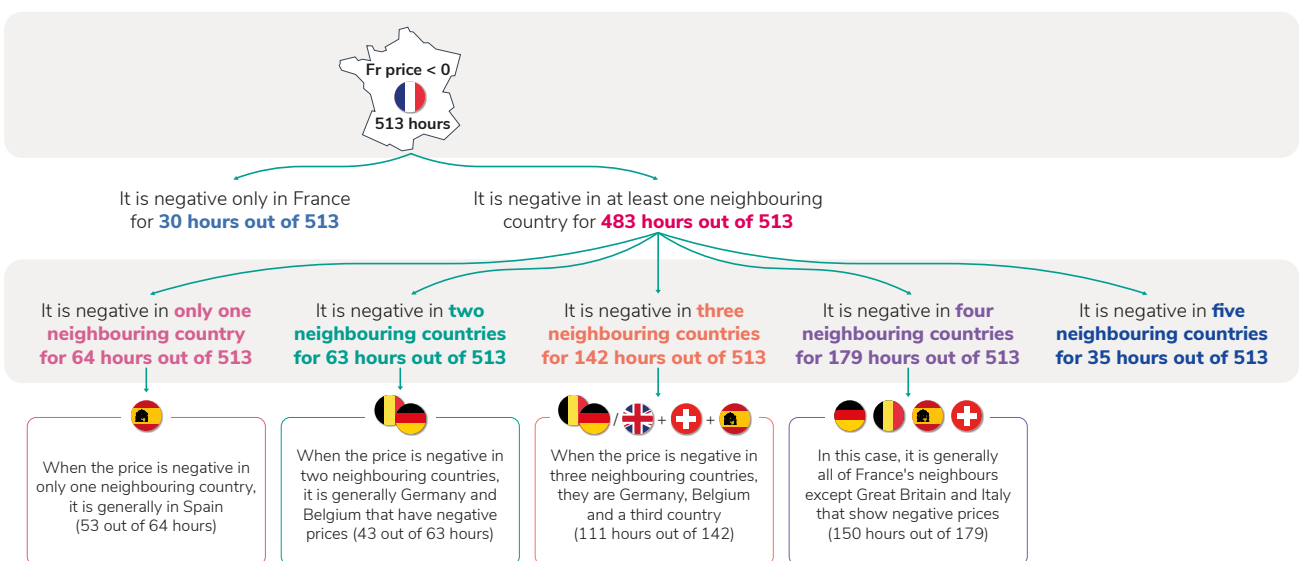 Fr price < 0
513 hours
It is negative only in France
for 30 hours out of 513
It is negative in at least one neighbouring
country for 483 hours out of 513
It is negative in only one
neighbouring country
for 64 hours out of 513
It is negative in two
neighbouring countries
for 63 hours out of 513
It is negative in three
neighbouring countries
for 142 hours out of 513
It is negative in four
neighbouring countries
for 179 hours out of 513
It is negative in five
neighbouring countries
for 35 hours out of 513
When the price is negative in
only one neighbouring country,
it is generally in Spain
(53 out of 64 hours)
When the price is negative in
two neighbouring countries,
it is generally Germany and
Belgium that have negative
prices (43 out of 63 hours)
/ + +
When the price is negative in
three neighbouring countries,
they are Germany, Belgium
and a third country
(111 hours out of 142)
In this case, it is generally
all of France's neighbours
except Great Britain and Italy
that show negative prices
(150 hours out of 179)